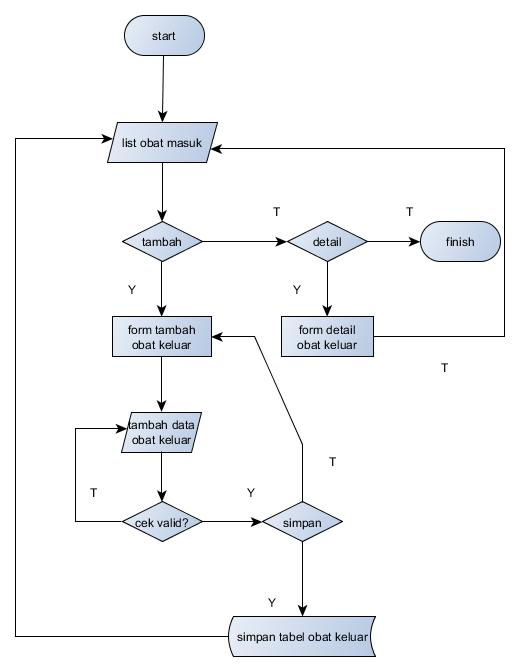 start
list obat masuk
T
T
tambah
detail
finish
Y
Y
form tambah
obat keluar
form detail
obat keluar
T
tambah data
obat keluar
T
T
Y
cek valid?
simpan
Y
simpan tabel obat keluar